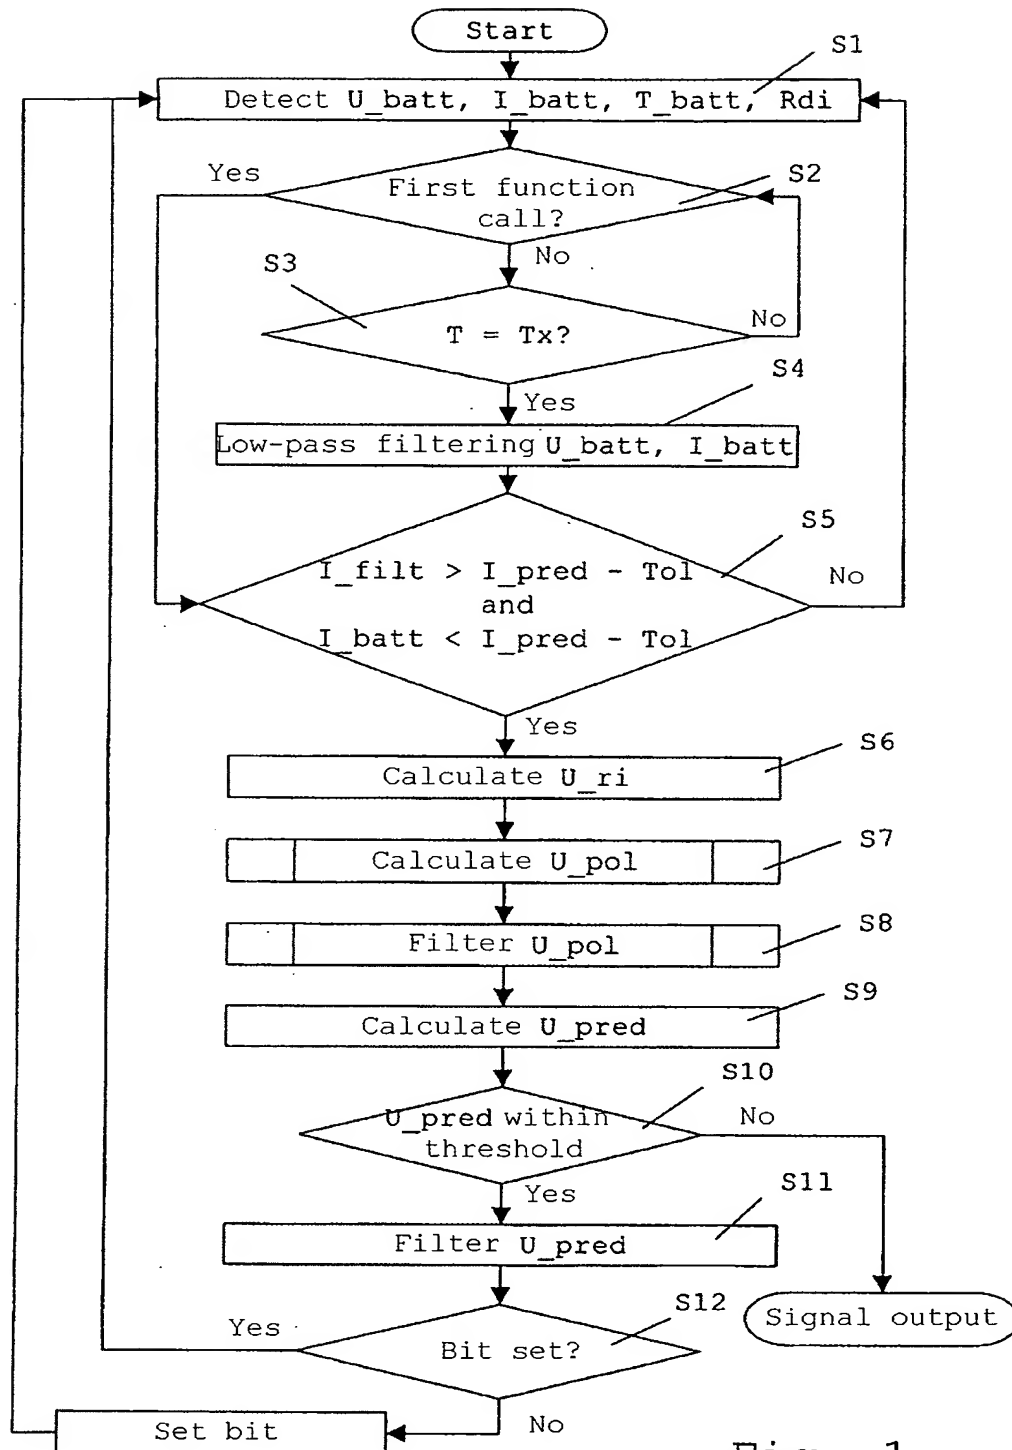 Start
S1
Detect U_batt, I_batt, T_batt, Rdi
Yes
S2
First function
call?
No
S3
T = Tx?
No
S4
Yes
Low-pass filtering U_batt, I_batt
S5
I_filt > I_pred - Tol
and
I_batt < I_pred - Tol
No
Yes
S6
Calculate U_ri
S7
Calculate U_pol
S8
Filter U_pol
S9
Calculate U_pred
S10
U_pred within
threshold
No
Yes
S11
Filter U_pred
S12
Yes
Bit set?
Signal output
No
Set bit